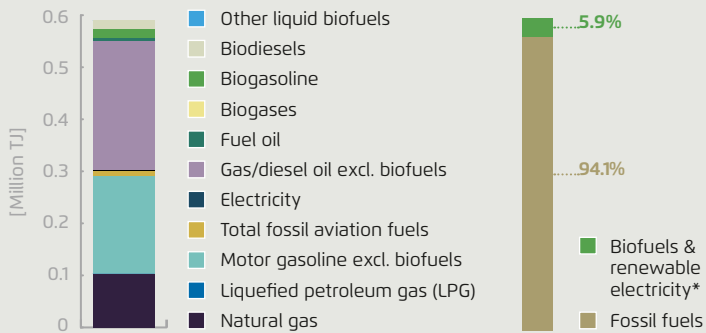 [Million TJ]
0.6
0.5
0.4
0.3
0.2
0.1
0
Other liquid biofuels
Biodiesels
Biogasoline
Biogases
Fuel oil
Gas/diesel oil excl. biofuels
Electricity
Total fossil aviation fuels
Motor gasoline excl. biofuels
Liquefied petroleum gas (LPG)
Natural gas
5.9%
94.1%
Biofuels &
renewable
electricity*
Fossil fuels